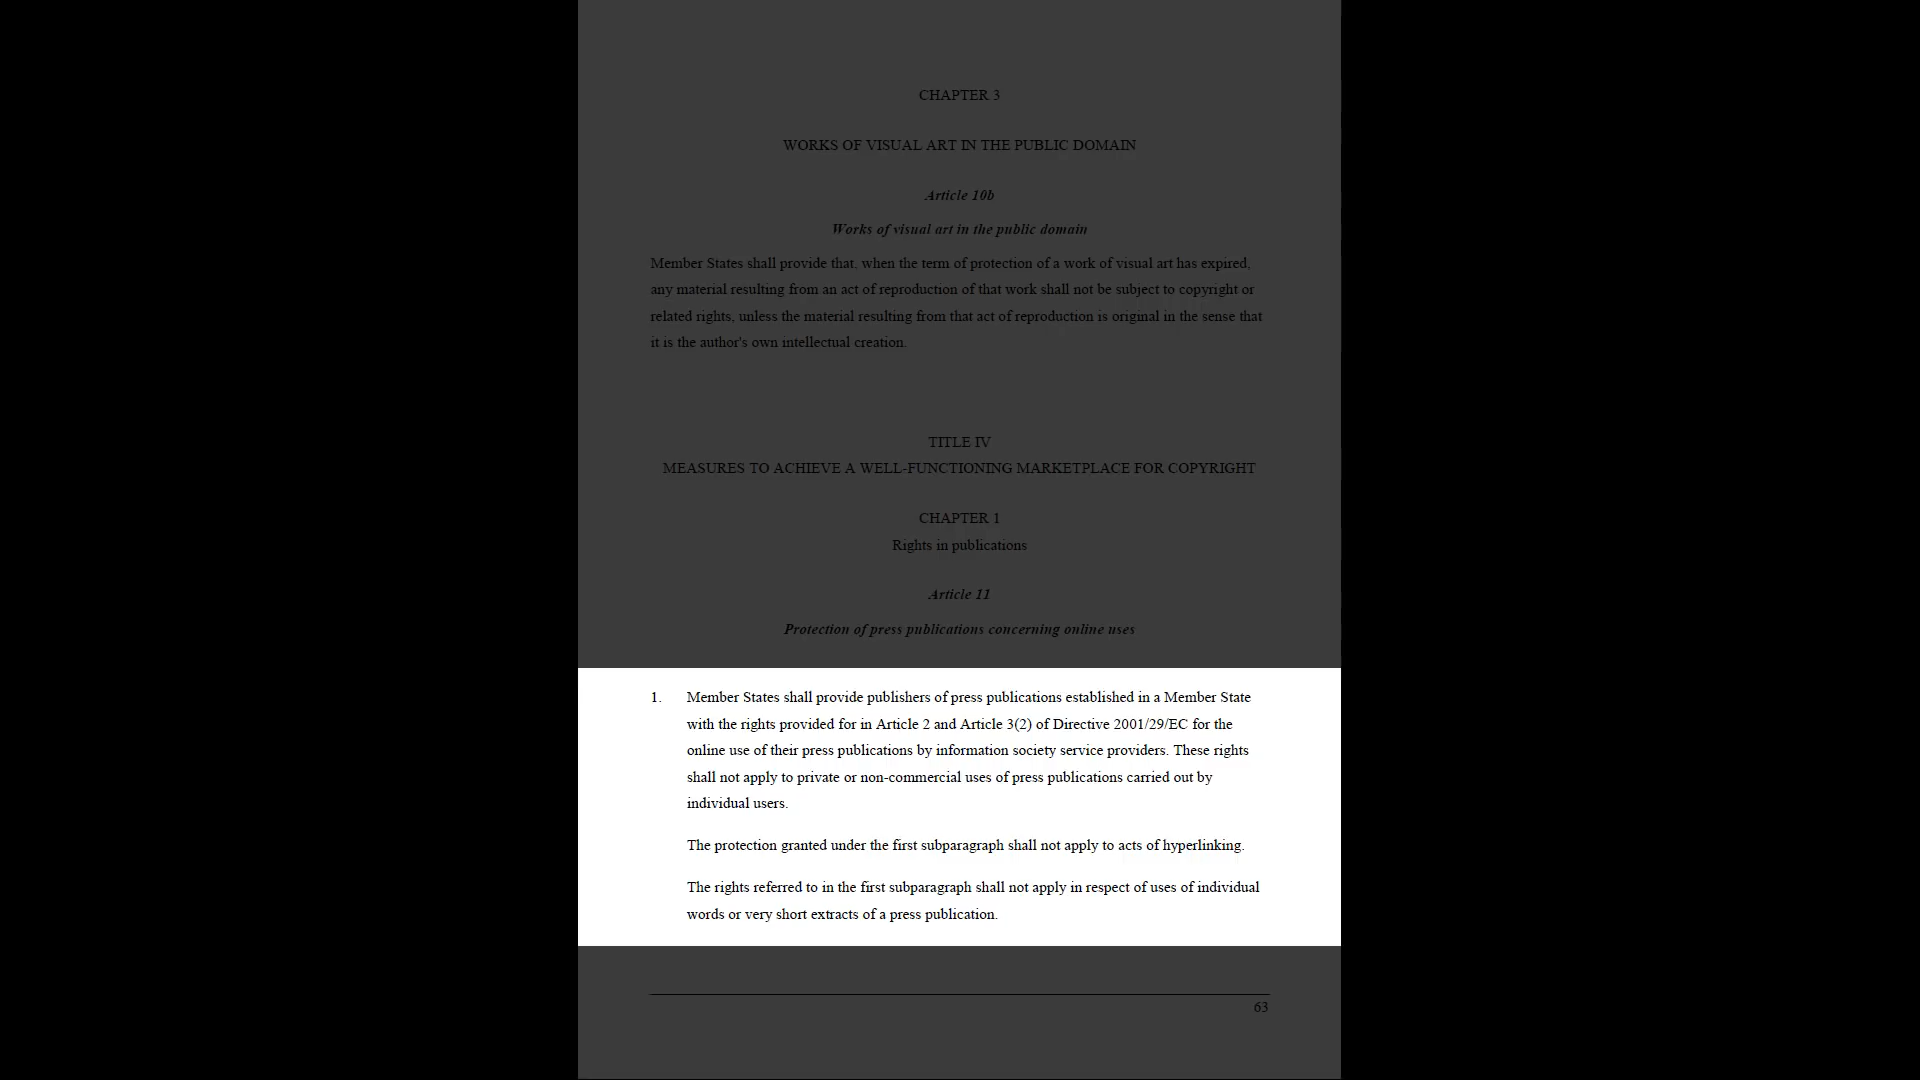 CHAPTER 3
WORKS OF VISUAL ART IN THE PUBLIC DOMAIN
Article 10b
Works of visual art in the public domain
Member States shall provide that, when the term of protection of a work of visual art has expired,
any material resulting from an act of reproduction of that work shall not be subject to copyright or
related rights, unless the material resulting from that act of reproduction is original in the sense that
it is the author's own intellectual creation.
TITLE IV
MEASURES TO ACHIEVE A WELL-FUNCTIONING MARKETPLACE FOR COPYRIGHT
CHAPTER 1
Rights in publications
Article 11
Protection of press publications concerning online uses
1. Member States shall provide publishers of press publications established in a Member State
with the rights provided for in Article 2 and Article 3(2) of Directive 2001/29/EC for the
online use of their press publications by information society service providers. These rights
shall not apply to private or non-commercial uses of press publications carried out by
individual users.
The protection granted under the first subparagraph shall not apply to acts of hyperlinking.
The rights referred to in the first subparagraph shall not apply in respect of uses of individual
words or very short extracts of a press publication.
63